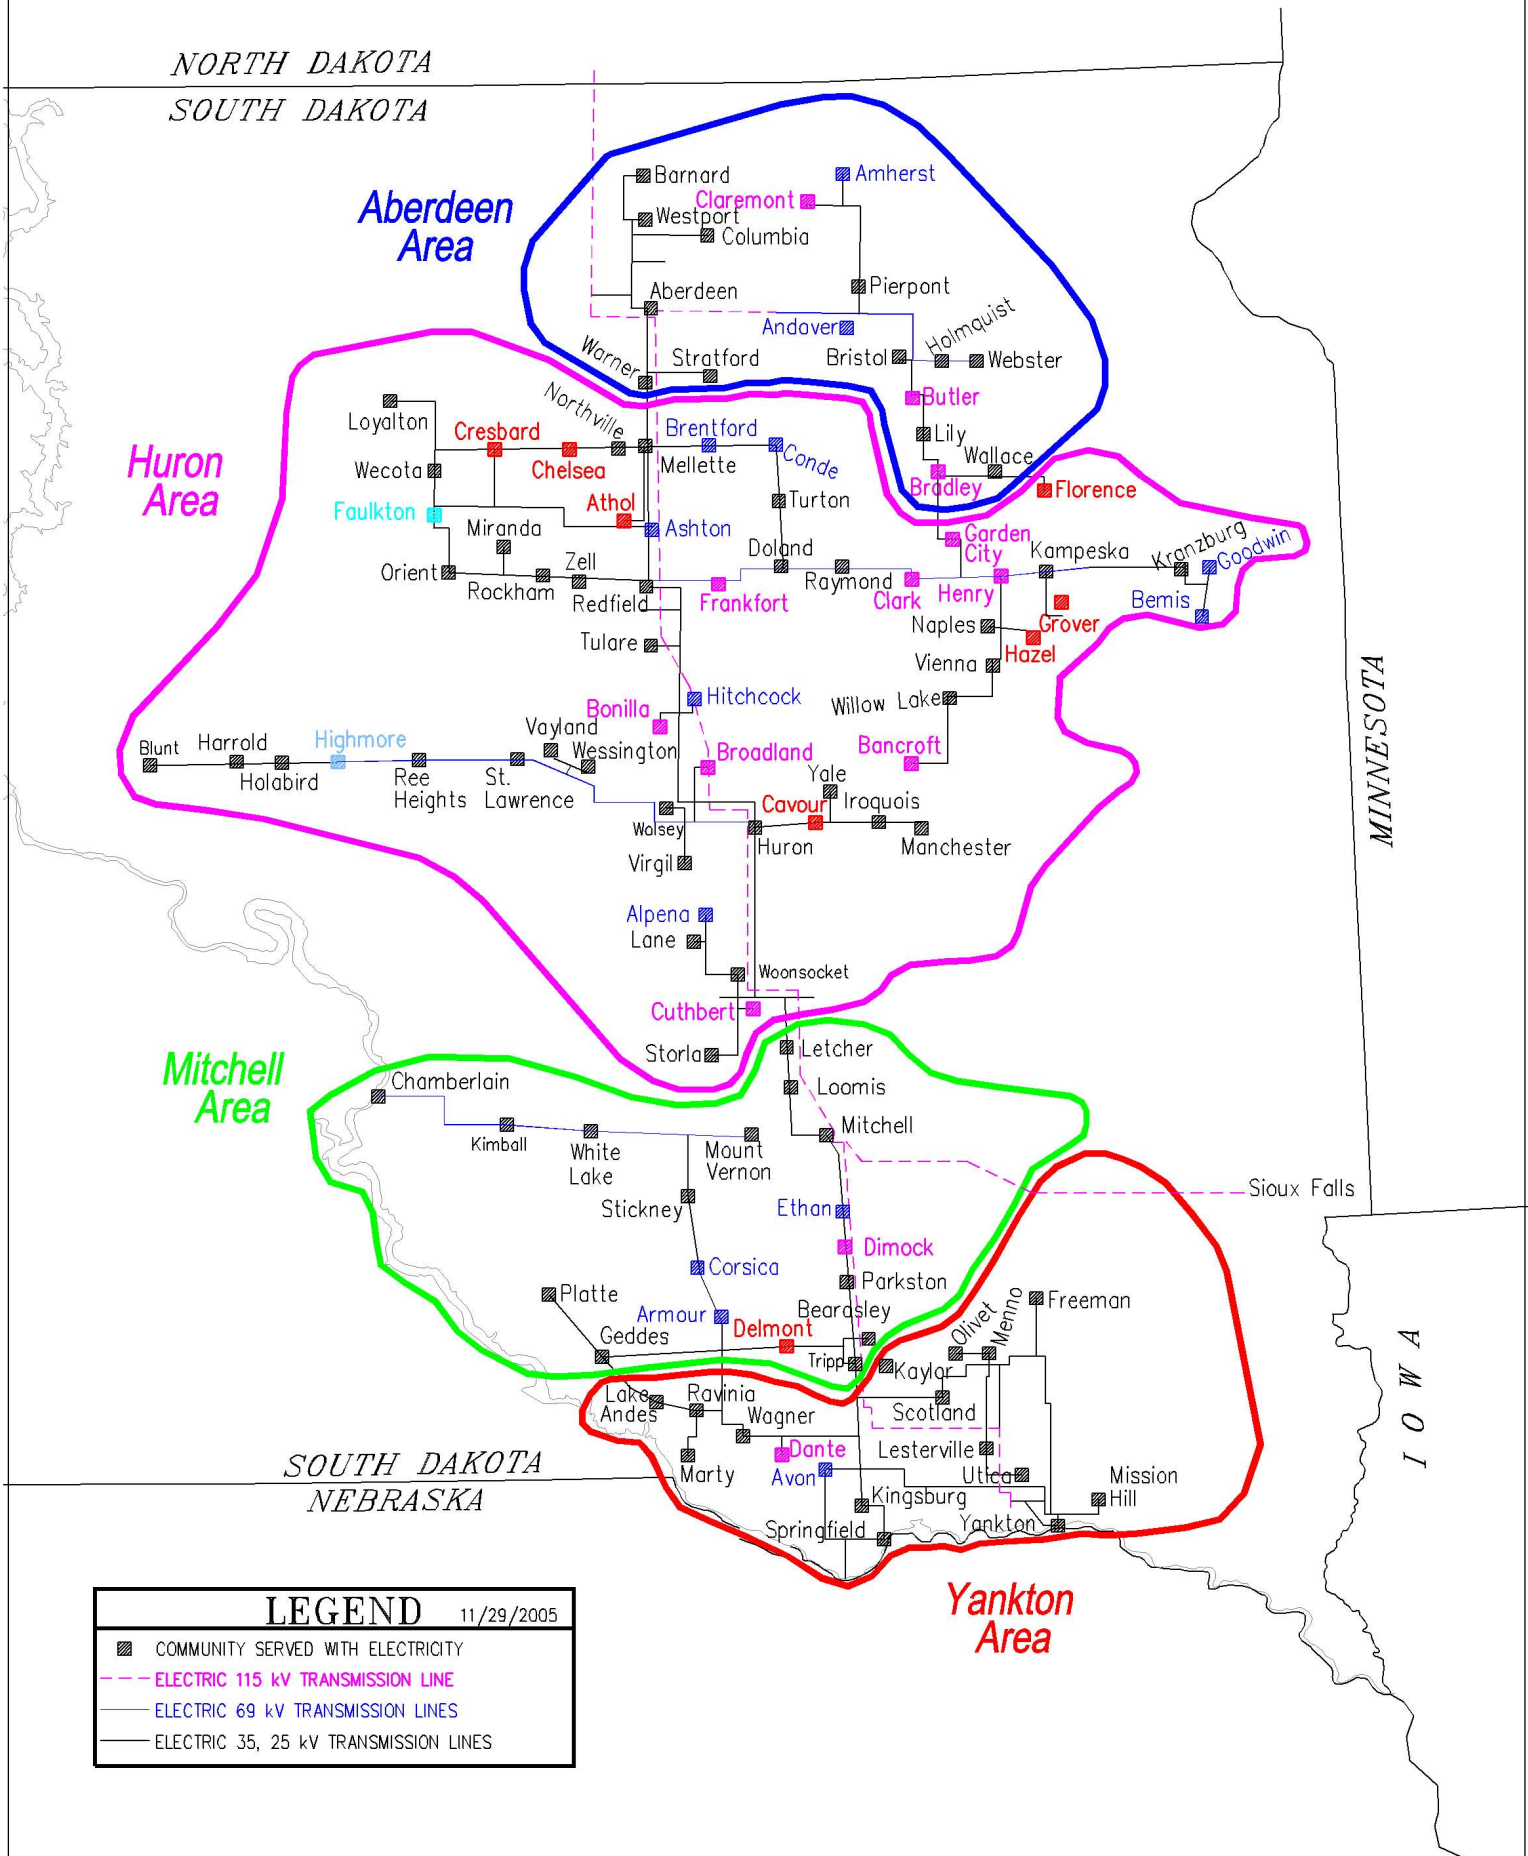 NORTH DAKOTA
SOUTH DAKOTA
Aberdeen
Area
Barnard
Amherst
Claremont
Westport
Columbia
Pierpont
Aberdeen
Andover
Holmquist
Bristol
Webster
Warner
Stratford
Butler
Northville
Loyalton
Lily
Huron
Area
Cresbard
Brentford
Conde
Wallace
Wecota
Chelsea
Mellette
Bradley
Florence
Faulkton
Athol
Turton
Miranda
Ashton
Garden
City
Kampeska
Kranzburg
Goodwin
Doland
Orient
Zell
Rockham
Redfield
Raymond
Frankfort
Clark
Henry
Bemis
Naples
Grover
Tulare
Hazel
Vienna
MINNESOTA
Hitchcock
Willow Lake
Bonilla
Vayland
Blunt
Harrold
Highmore
Wessington
Broadland
Bancroft
Holabird
Ree
Heights
St.
Lawrence
Yale
Cavour
Iroquois
Wolsey
Huron
Manchester
Virgil
Alpena
Lane
Woonsocket
Cuthbert
Storla
Letcher
Mitchell
Area
Chamberlain
Loomis
Mitchell
Kimball
White
Lake
Mount
Vernon
Sioux Falls
Stickney
Ethan
Dimock
Corsica
Parkston
Platte
Beardsley
Freeman
Armour
Delmont
Olivet
Menno
Geddes
Tripp
Kaylor
IOWA
Lake
Andes
Ravinia
Wagner
Scotland
Dante
Lesterville
SOUTH DAKOTA
NEBRASKA
Marty
Avon
Utica
Mission
Hill
Kingsburg
Springfield
Yankton
Yankton
Area
LEGEND 11/29/2005
COMMUNITY SERVED WITH ELECTRICITY
ELECTRIC 115 kV TRANSMISSION LINE
ELECTRIC 69 kV TRANSMISSION LINES
ELECTRIC 35, 25 kV TRANSMISSION LINES